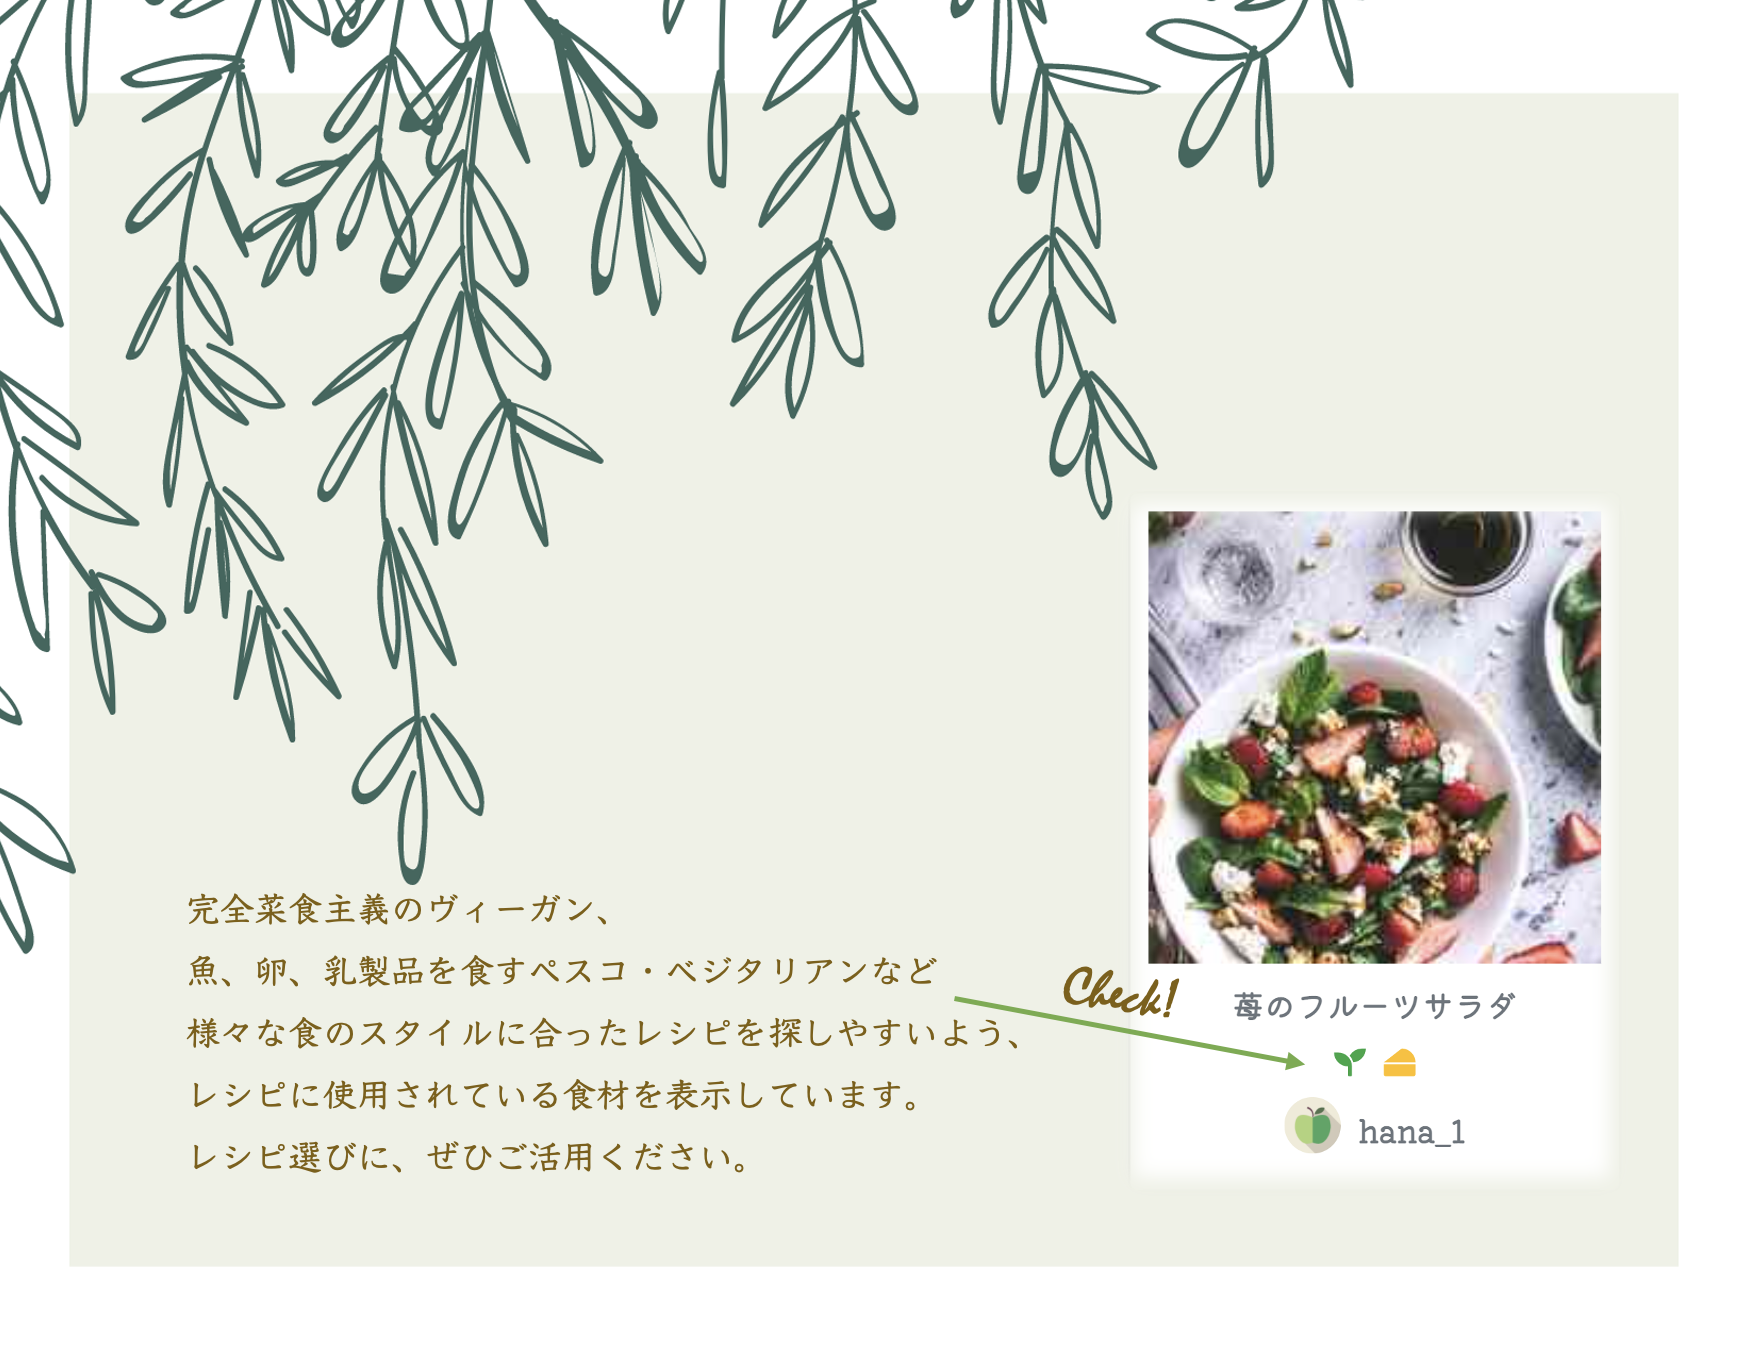 完全菜食主義のヴィーガン、
魚、卵、乳製品を食すペスコ・ベジタリアンなど
様々な食のスタイルに合ったレシピを探しやすいよう、
レシピに使用されている食材を表示しています。
レシピ選びに、ぜひご活用ください。
Check!
苺のフルーツサラダ
hana_1